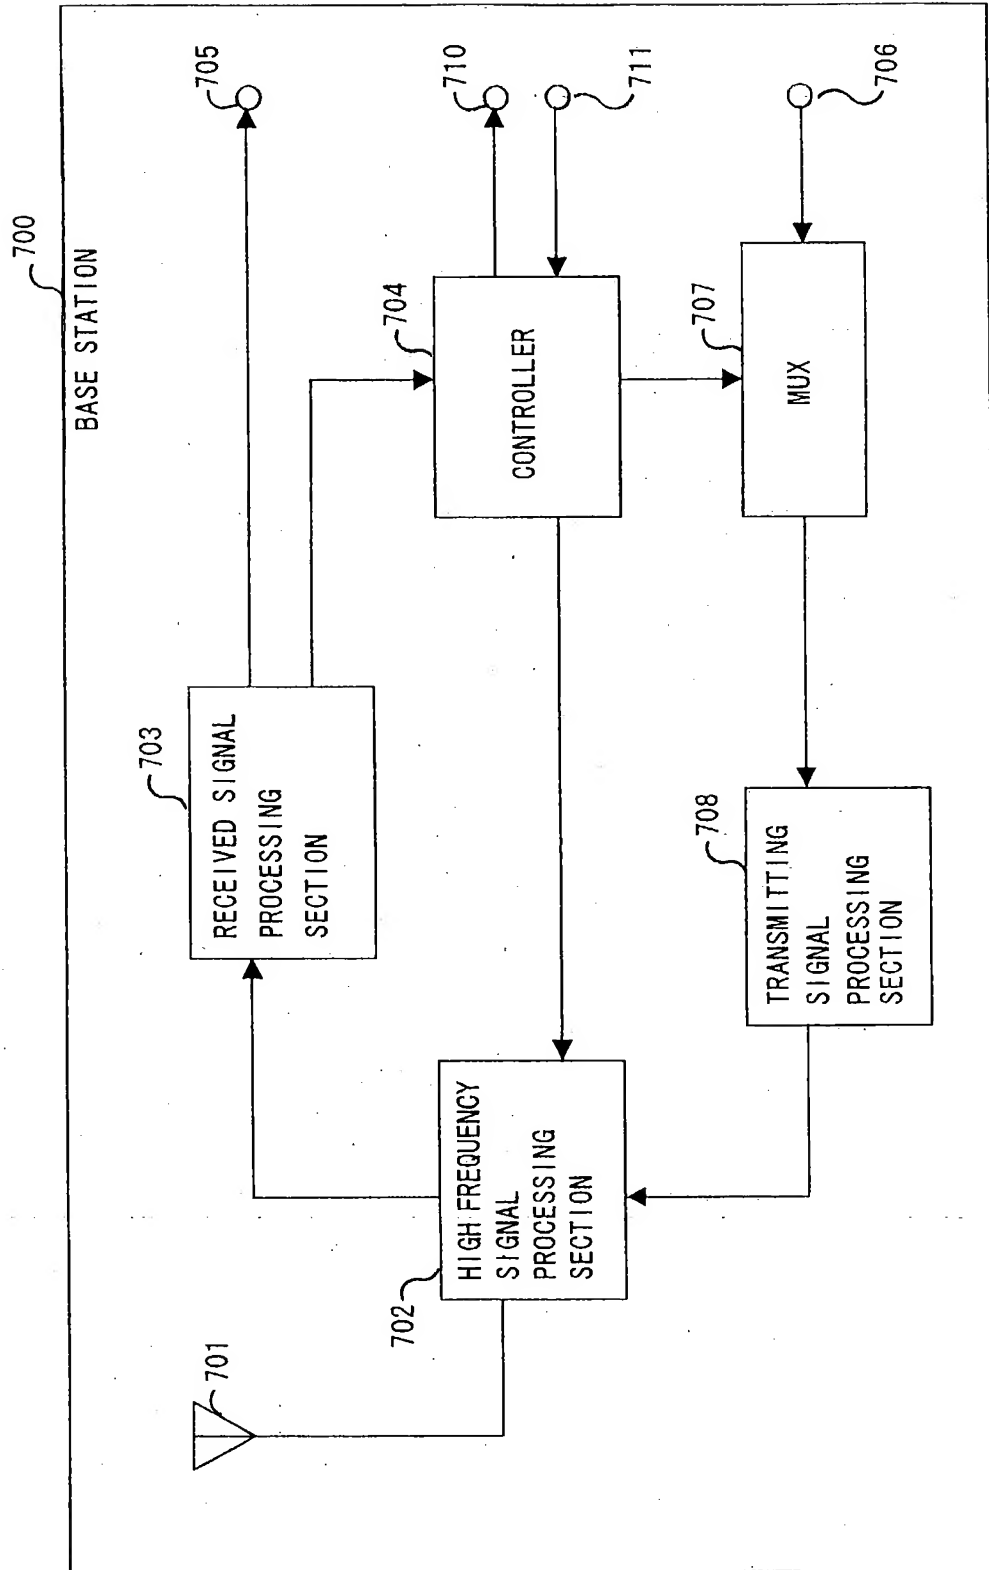 700
BASE STATION
701
702
HIGH FREQUENCY
SIGNAL
PROCESSING
SECTION
703
RECEIVED SIGNAL
PROCESSING
SECTION
704
CONTROLLER
705
710
711
706
707
MUX
708
TRANSMITTING
SIGNAL
PROCESSING
SECTION